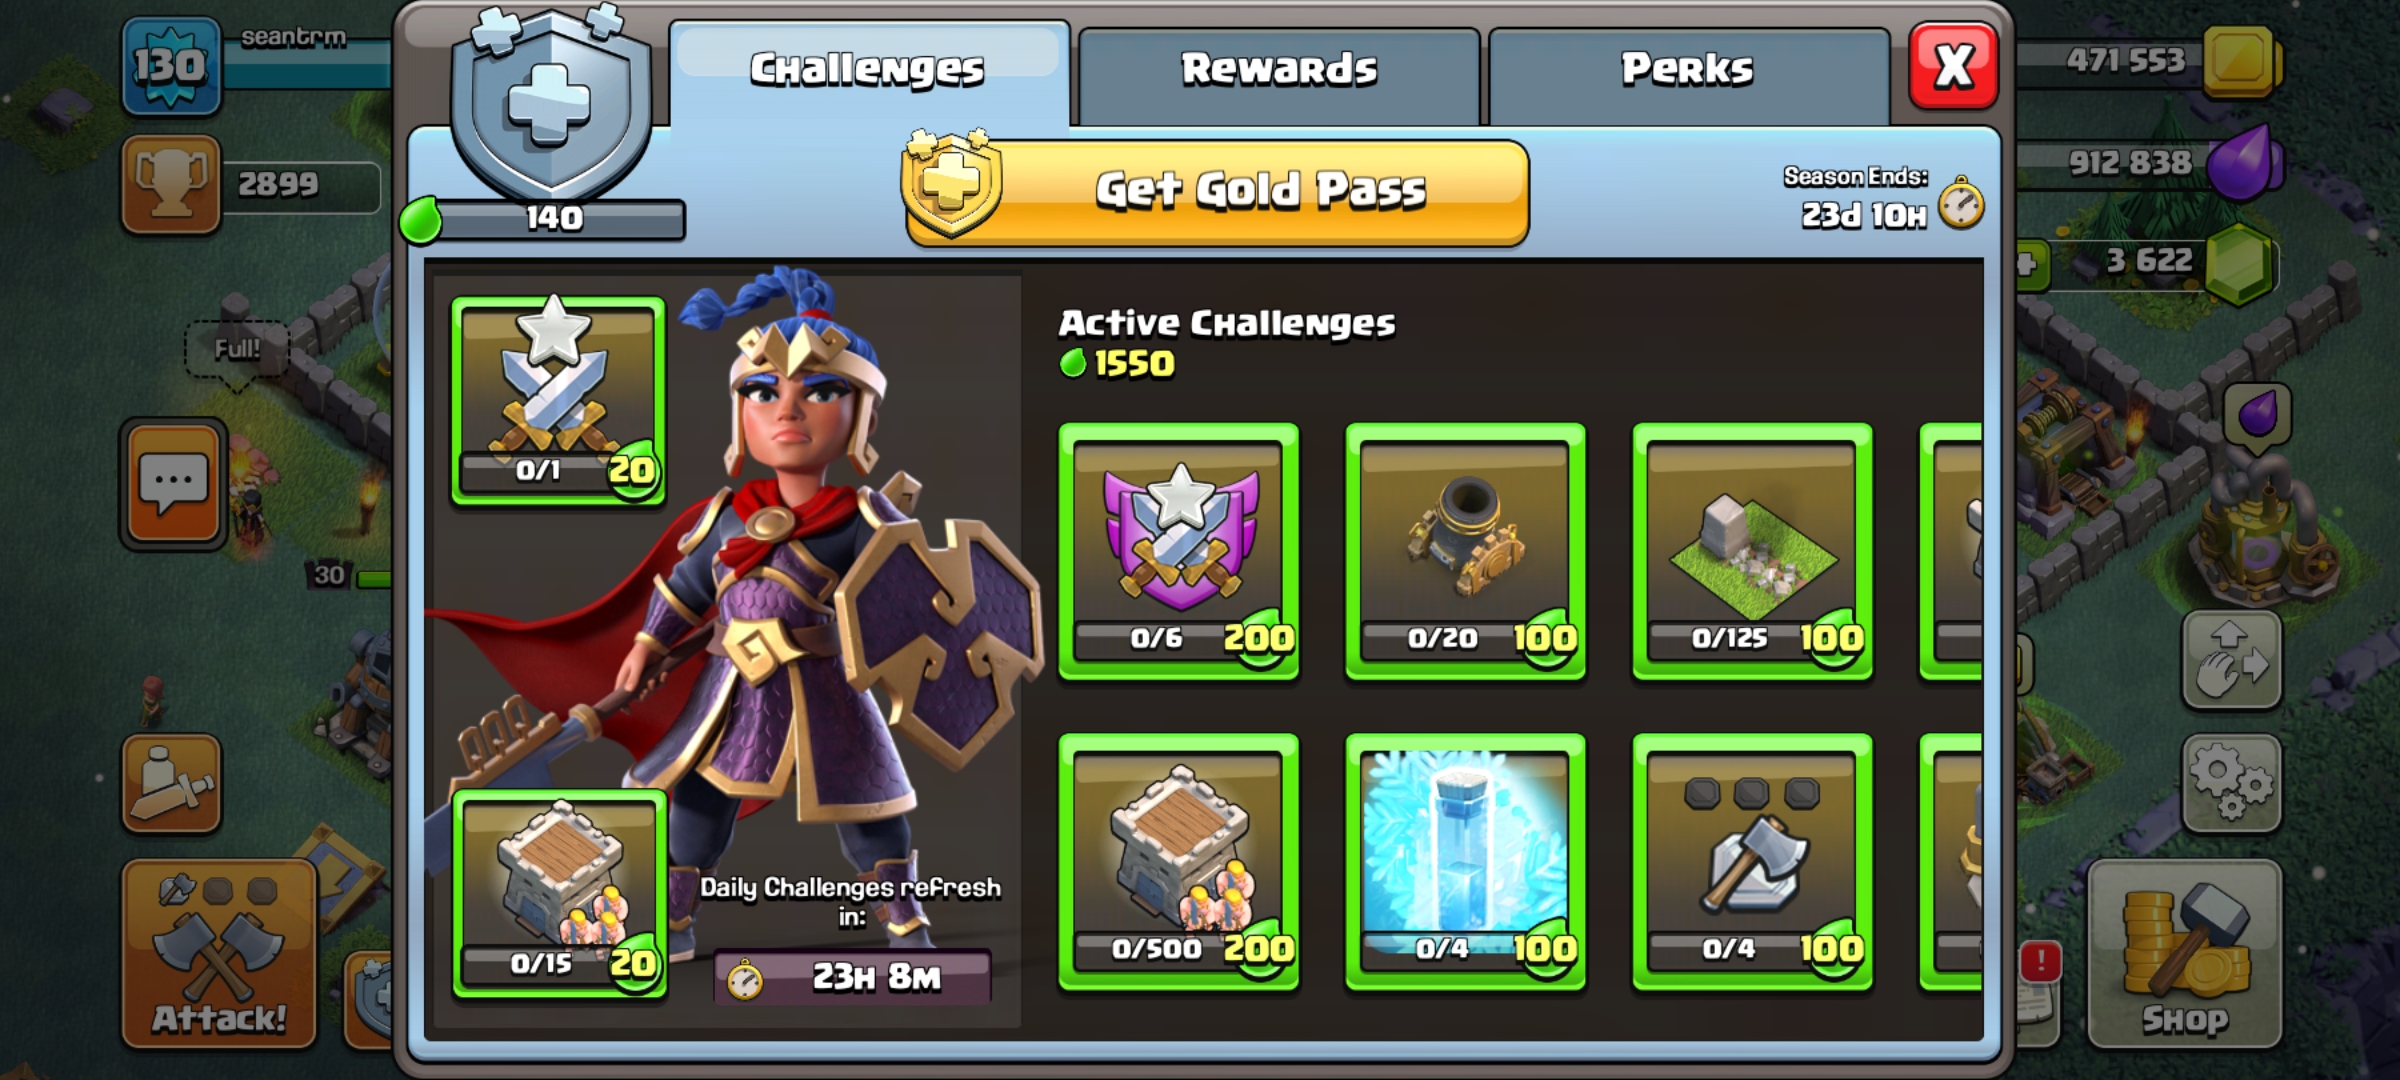 130
seantrm
2899
Full!
30
Attack!
Challenges
Rewards
Perks
X
140
Get Gold Pass
Season Ends:
23d 10H
0/1
20
0/15
20
Daily Challenges refresh
in:
23H 8M
Active Challenges
1550
0/6
200
0/20
100
0/125
100
0/500
200
0/4
100
0/4
100
471 553
912 838
3 622
!
Shop